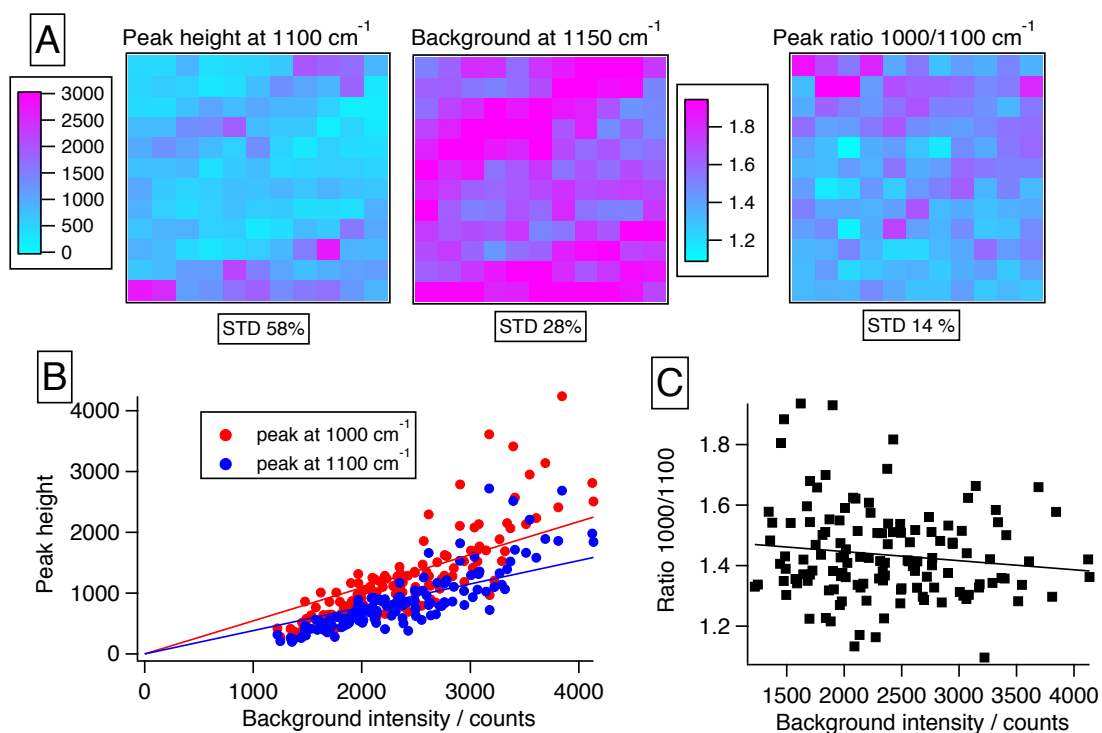 A
Peak height at 1100 cm⁻¹
Background at 1150 cm⁻¹
Peak ratio 1000/1100 cm⁻¹
3000
2500
2000
1500
1000
500
0
1.8
1.6
1.4
1.2
STD 58%
STD 28%
STD 14 %
B
Peak height
4000
3000
2000
1000
0
peak at 1000 cm⁻¹
peak at 1100 cm⁻¹
0 1000 2000 3000 4000
Background intensity / counts
C
Ratio 1000/1100
1.8
1.6
1.4
1.2
1500 2000 2500 3000 3500 4000
Background intensity / counts